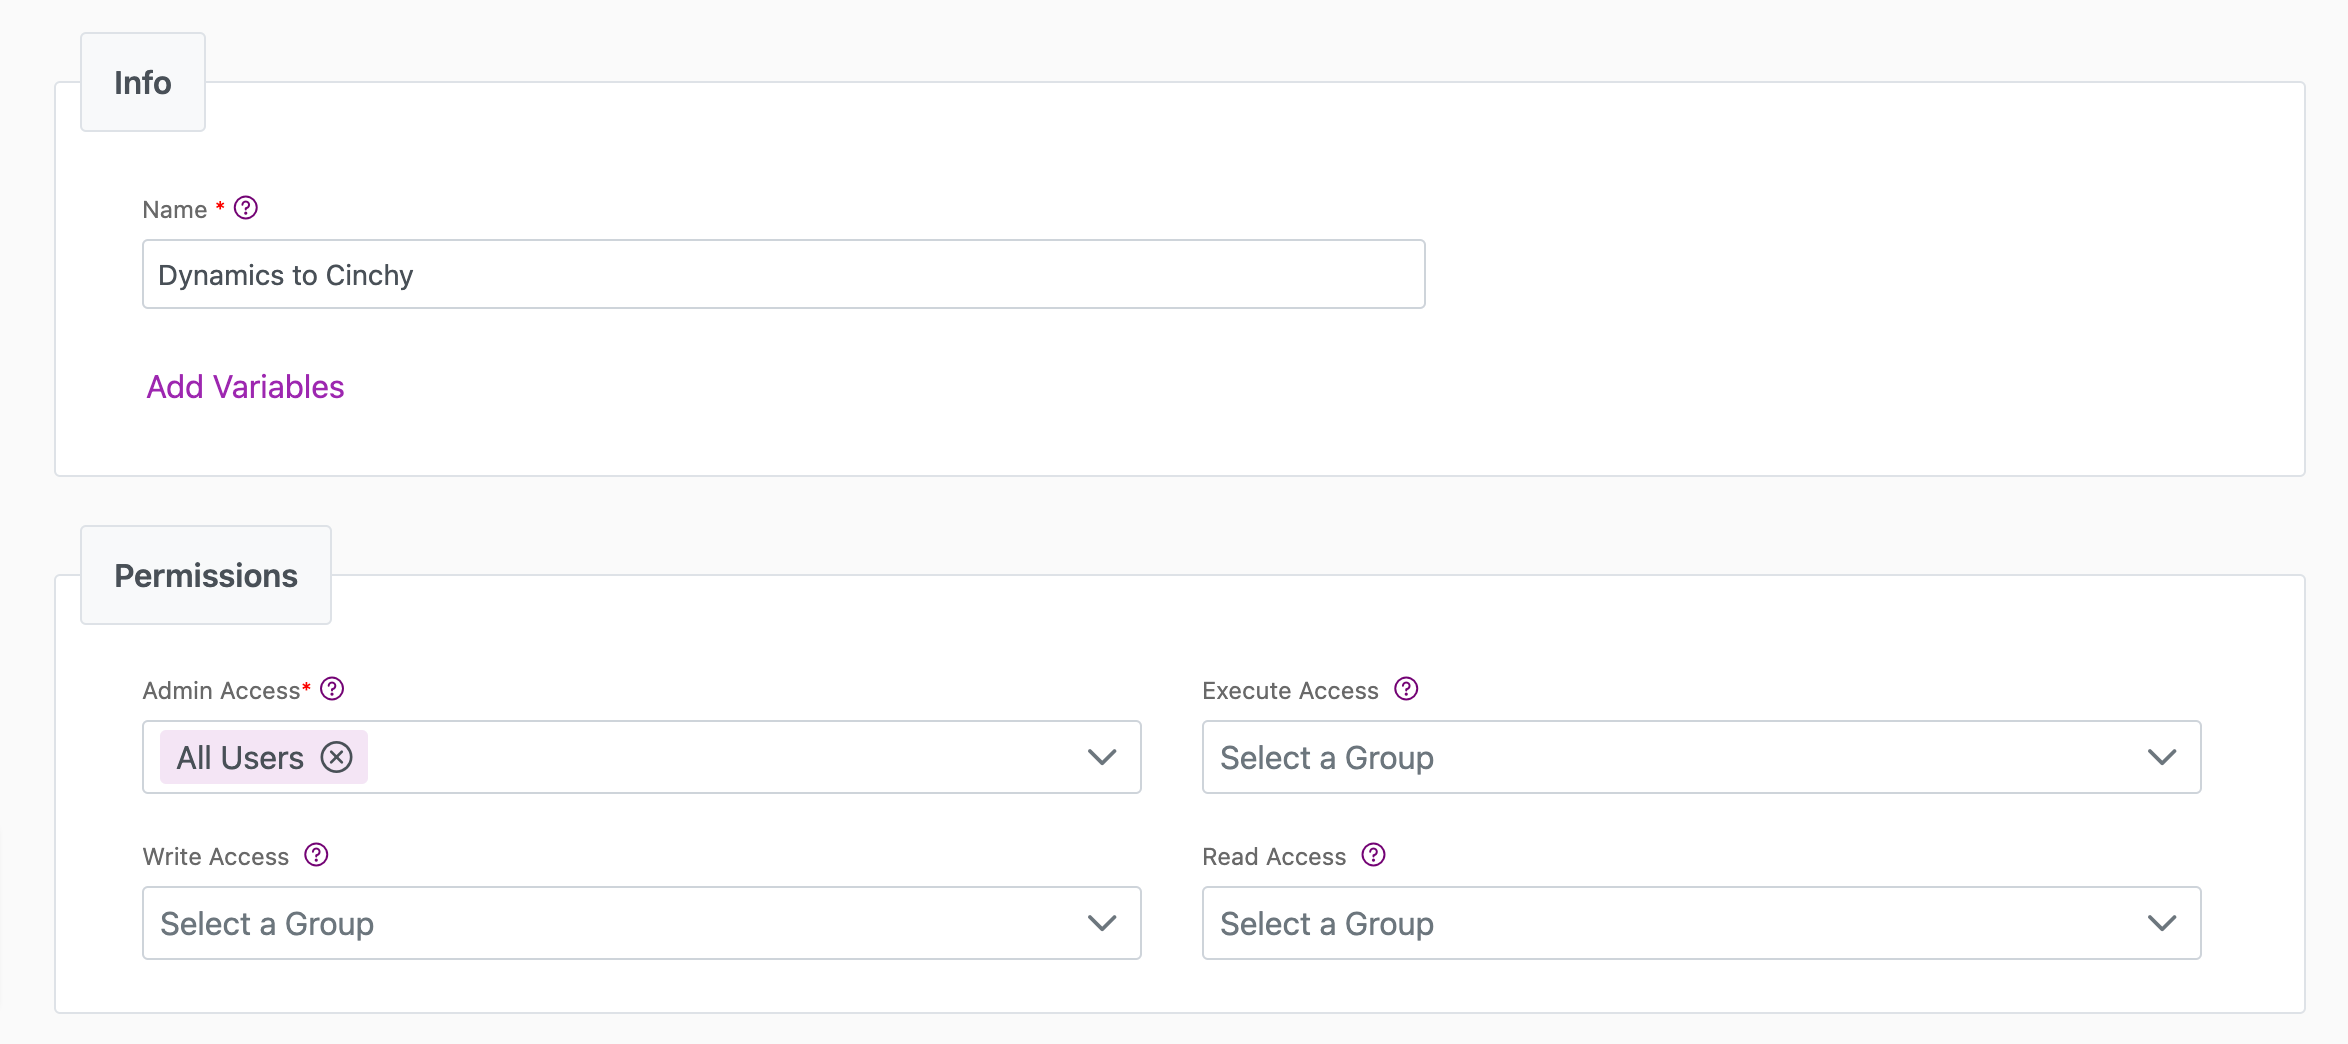 Info
Name *
Dynamics to Cinchy
Add Variables
Permissions
Admin Access*
All Users
Execute Access
Select a Group
Write Access
Select a Group
Read Access
Select a Group